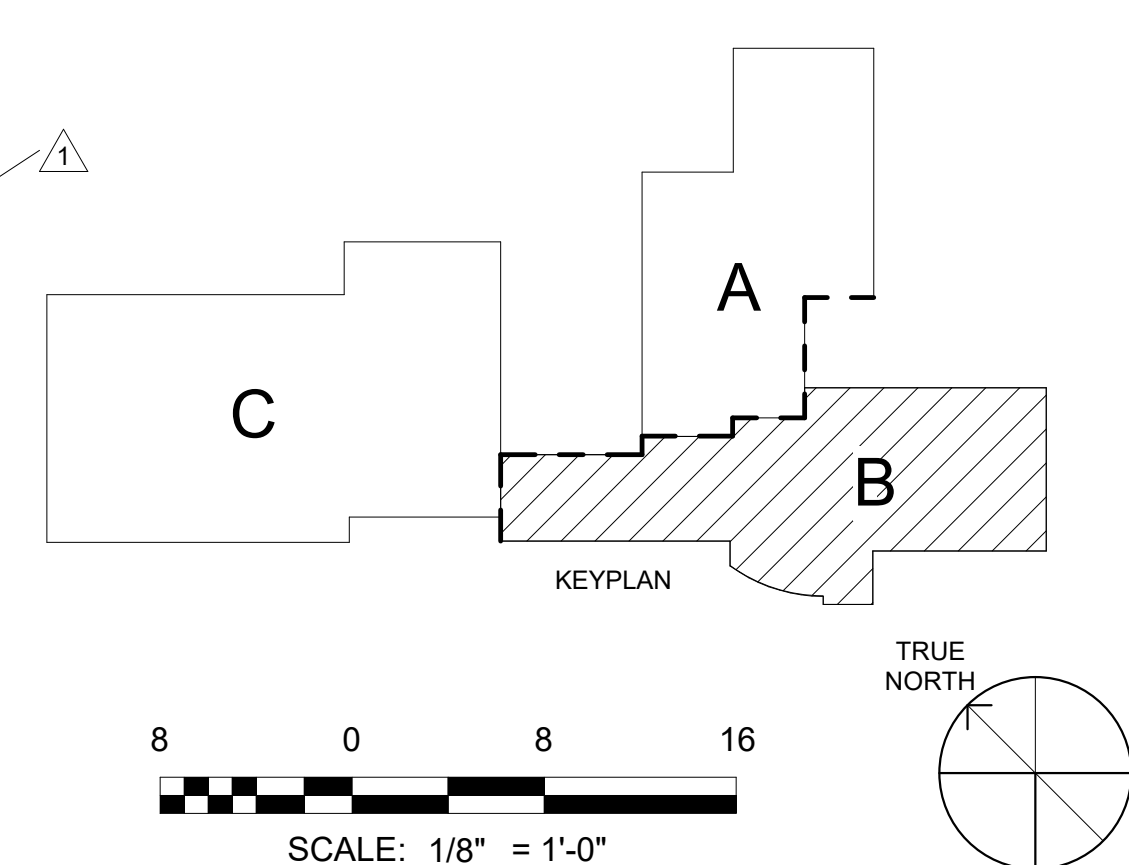 1
A
C
B
KEYPLAN
TRUE
NORTH
8 0 8 16
SCALE: 1/8" = 1'-0"